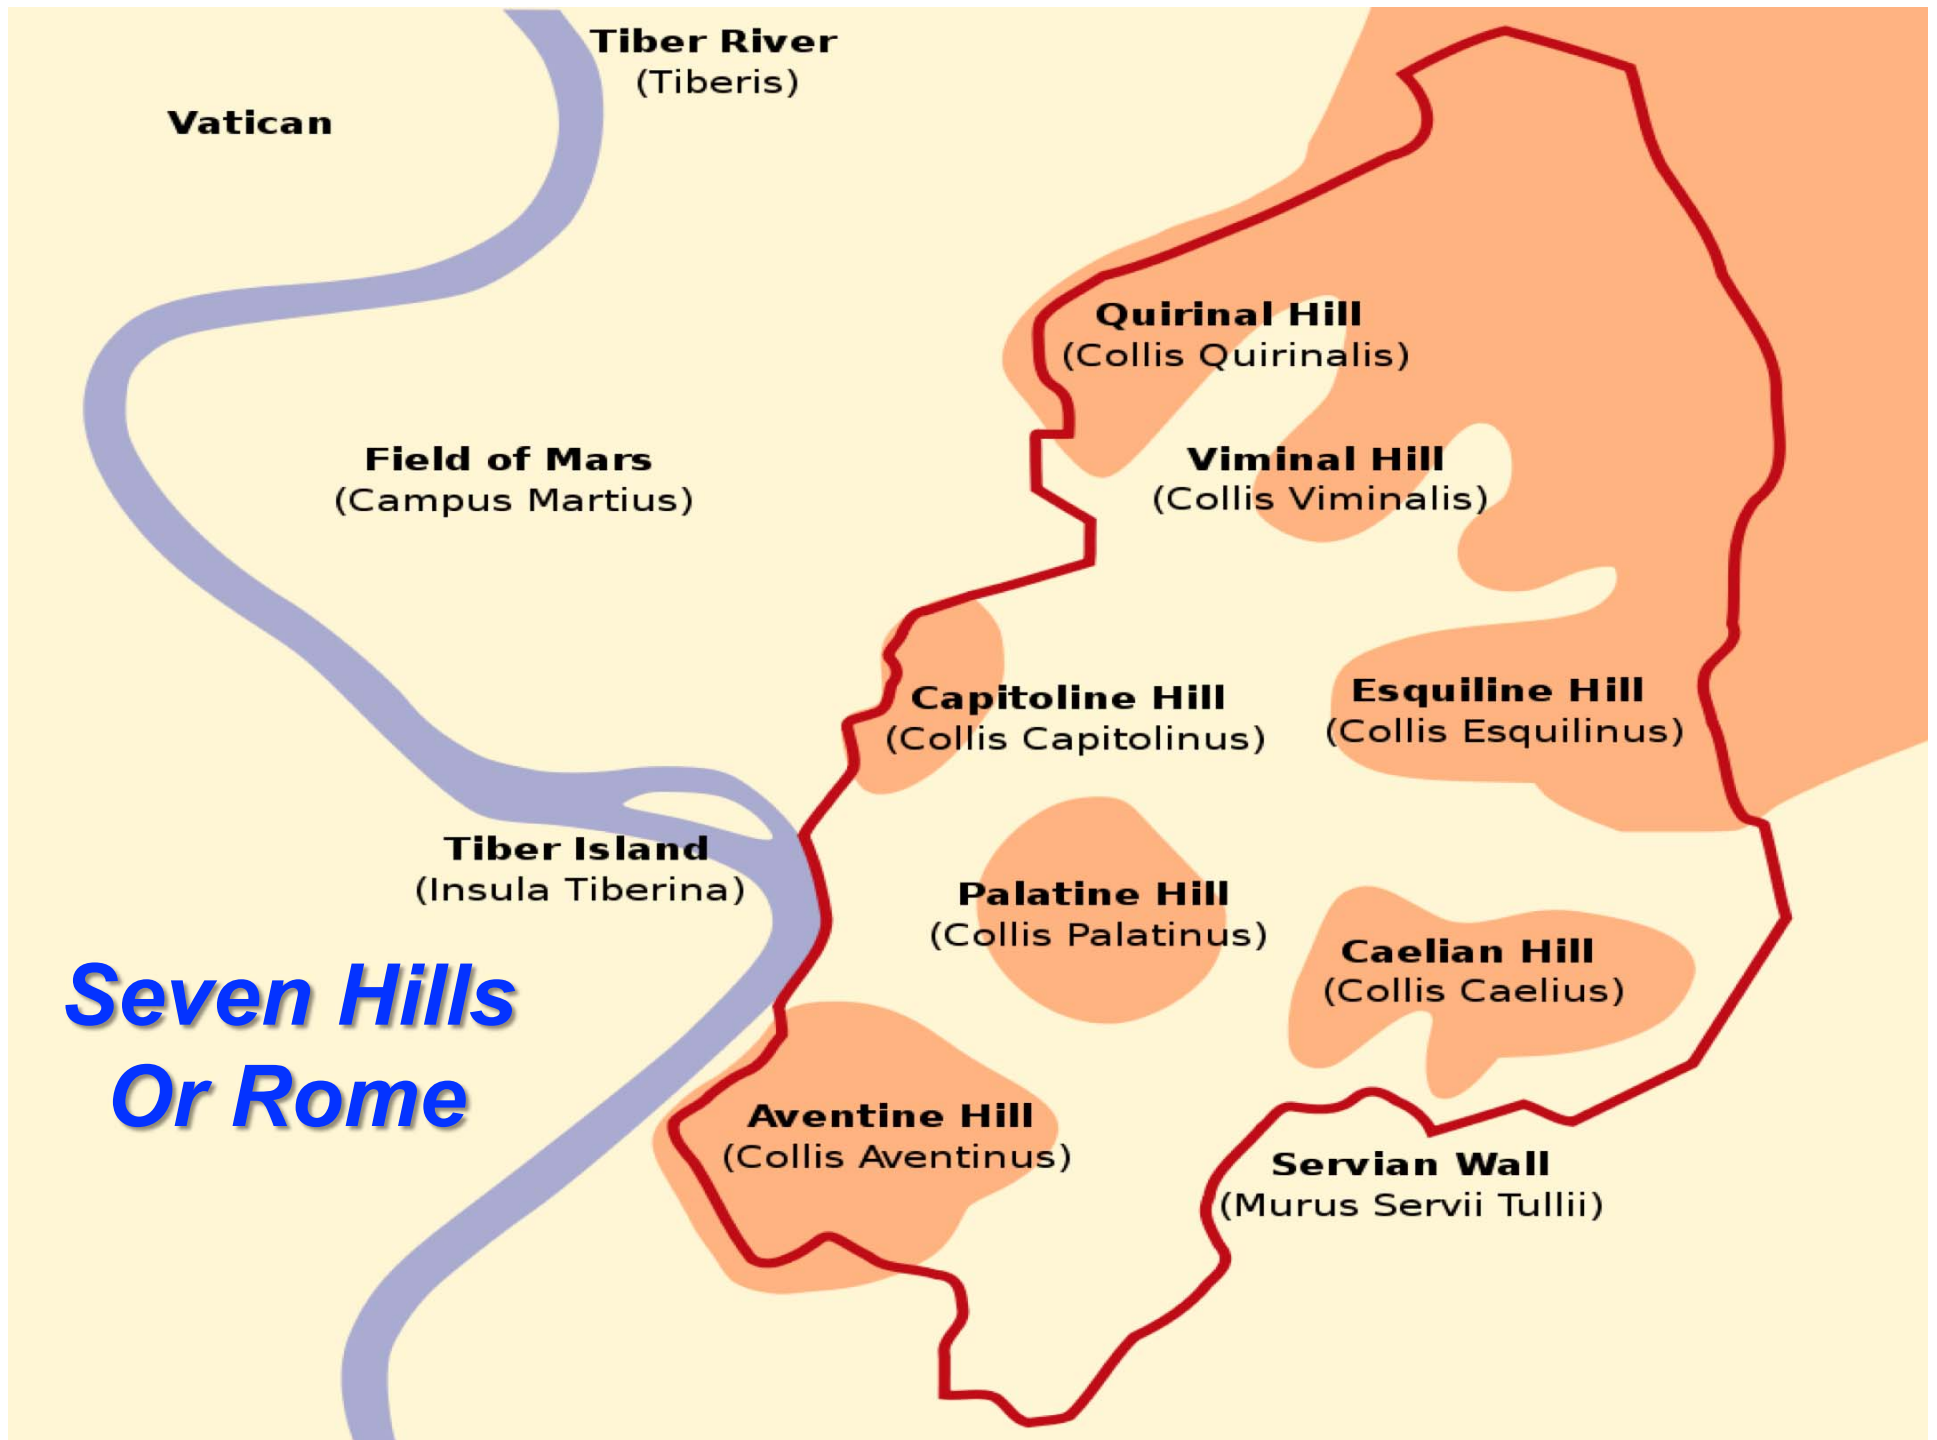 Tiber River
(Tiberis)
Vatican
Quirinal Hill
(Collis Quirinalis)
Field of Mars
(Campus Martius)
Viminal Hill
(Collis Viminalis)
Capitoline Hill
(Collis Capitolinus)
Esquiline Hill
(Collis Esquilinus)
Tiber Island
(Insula Tiberina)
Palatine Hill
(Collis Palatinus)
Caelian Hill
(Collis Caelius)
Seven Hills
Or Rome
Aventine Hill
(Collis Aventinus)
Servian Wall
(Murus Servii Tullii)